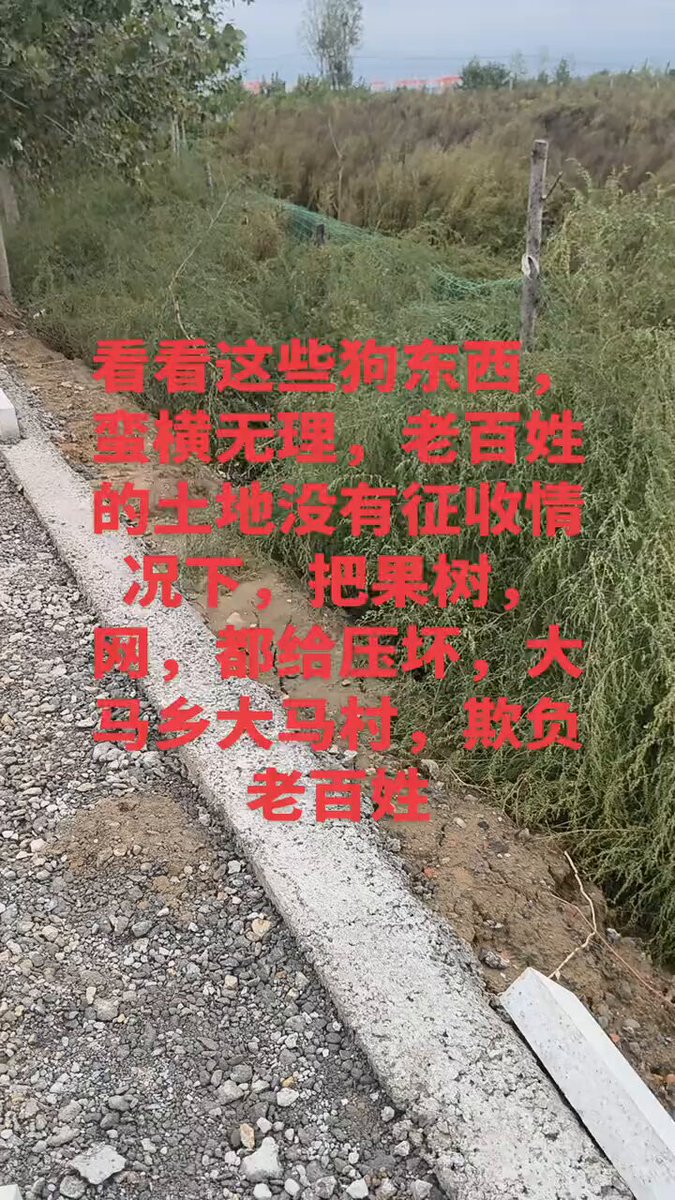 看看这些狗东西，
蛮横无理，老百姓
的土地没有征收情
况下，把果树，
网，都给压坏，大
马乡大马村，欺负
老百姓